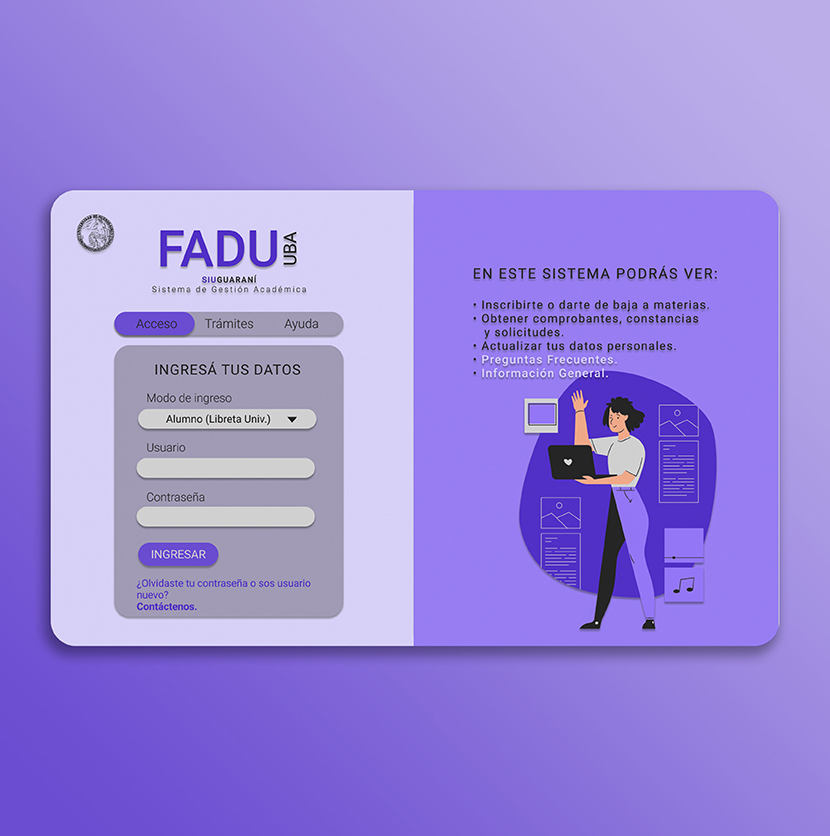 FADU UBA
SIUGUARANÍ
Sistema de Gestión Académica
Acceso Trámites Ayuda
INGRESÁ TUS DATOS
Modo de ingreso
Alumno (Libreta Univ.)
Usuario
Contraseña
INGRESAR
¿Olvidaste tu contraseña o sos usuario
nuevo?
Contáctenos.
EN ESTE SISTEMA PODRÁS VER:
• Inscribirte o darte de baja a materias.
• Obtener comprobantes, constancias
y solicitudes.
• Actualizar tus datos personales.
• Preguntas Frecuentes.
• Información General.